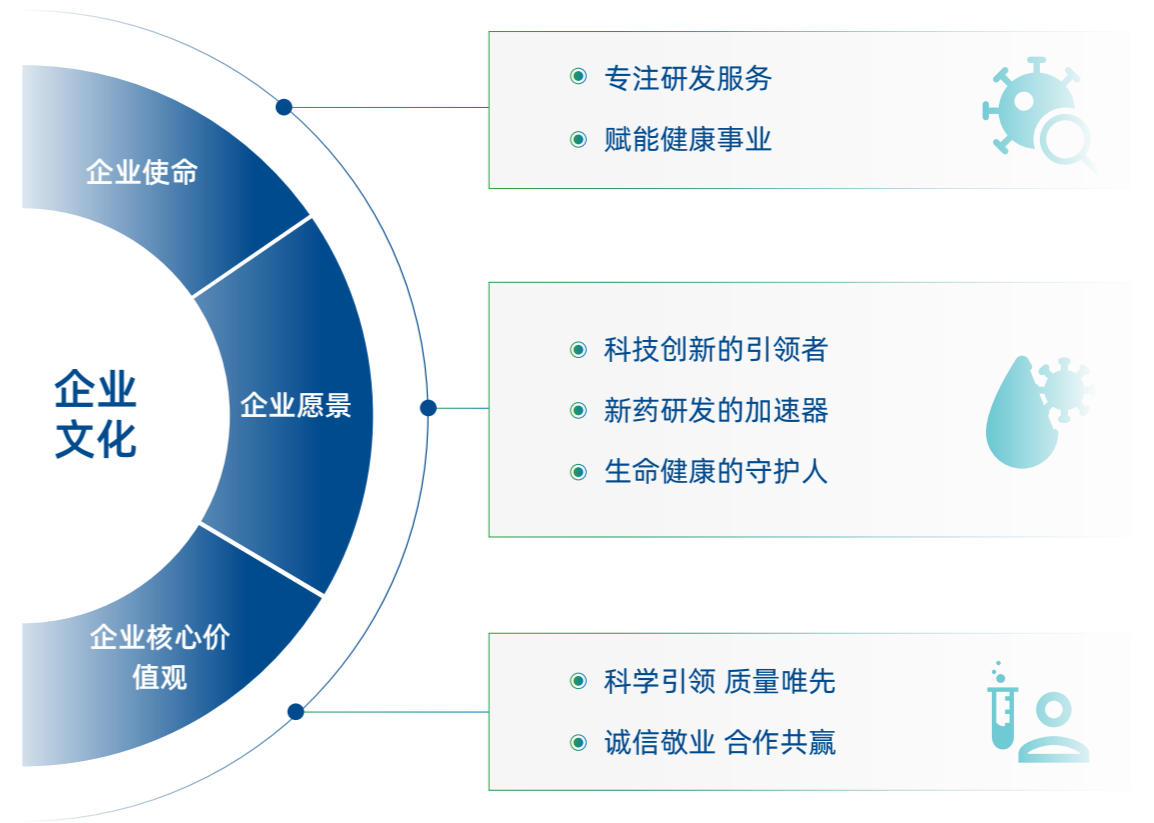 企业
文化
企业使命
专注研发服务
赋能健康事业
企业愿景
科技创新的引领者
新药研发的加速器
生命健康的守护人
企业核心价
值观
科学引领 质量唯先
诚信敬业 合作共赢